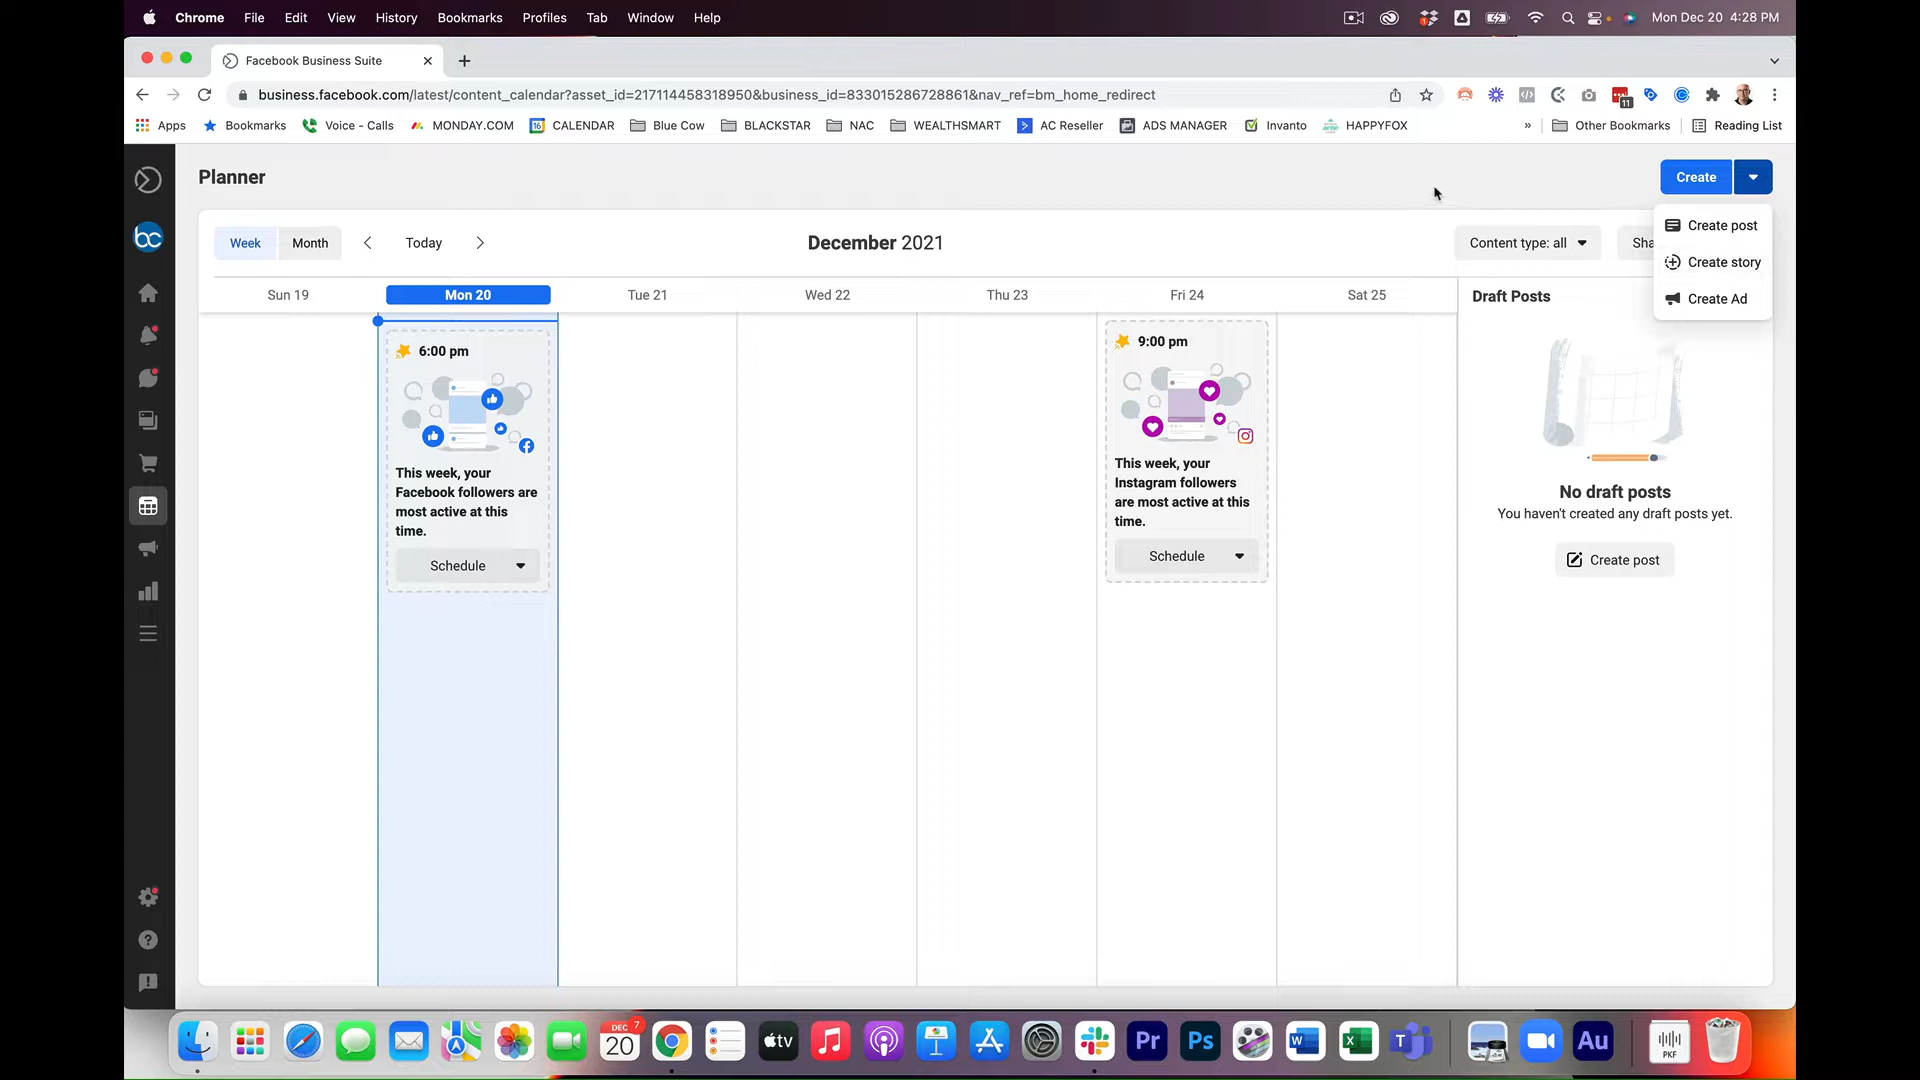 Chrome File Edit View History Bookmarks Profiles Tab Window Help
1
Mon Dec 20 4:28 PM
Facebook Business Suite
business.facebook.com/latest/content_calendar?asset_id=217114458318950&business_id=833015286728861&nav_ref=bm_home_redirect
11
Apps Bookmarks Voice - Calls MONDAY.COM 16 CALENDAR Blue Cow BLACKSTAR NAC WEALTHSMART AC Reseller ADS MANAGER Invanto HAPPYFOX » Other Bookmarks Reading List
Planner
Create
bc
Create post
Create story
Create Ad
Week Month Today
December 2021
Content type: all
Sha
Sun 19 Mon 20 Tue 21 Wed 22 Thu 23 Fri 24 Sat 25
Draft Posts
6:00 pm
This week, your
Facebook followers are
most active at this
time.
Schedule
9:00 pm
This week, your
Instagram followers
are most active at this
time.
Schedule
No draft posts
You haven't created any draft posts yet.
Create post
DEC
7
20
tv
Pr
Ps
W
X
T
Au
PKF